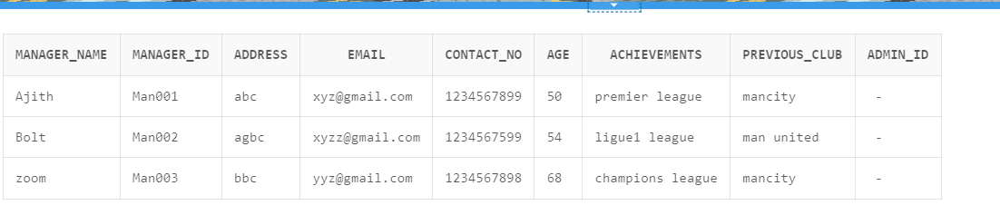 MANAGER_NAME MANAGER_ID ADDRESS EMAIL CONTACT_NO AGE ACHIEVEMENTS PREVIOUS_CLUB ADMIN_ID
Ajith Man001 abc xyz@gmail.com 1234567899 50 premier league mancity -
Bolt Man002 agbc xyzz@gmail.com 1234567599 54 ligue1 league man united -
zoom Man003 bbc yyz@gmail.com 1234567898 68 champions league mancity -